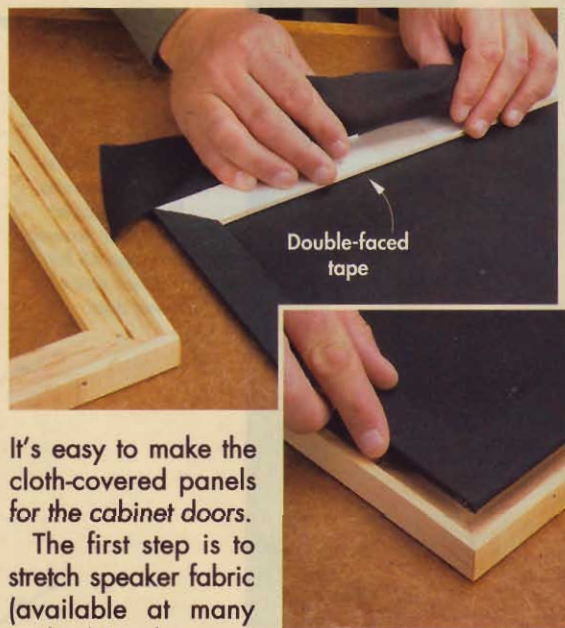 Double-faced
tape
It's easy to make the
cloth-covered panels
for the cabinet doors.
The first step is to
stretch speaker fabric
(available at many